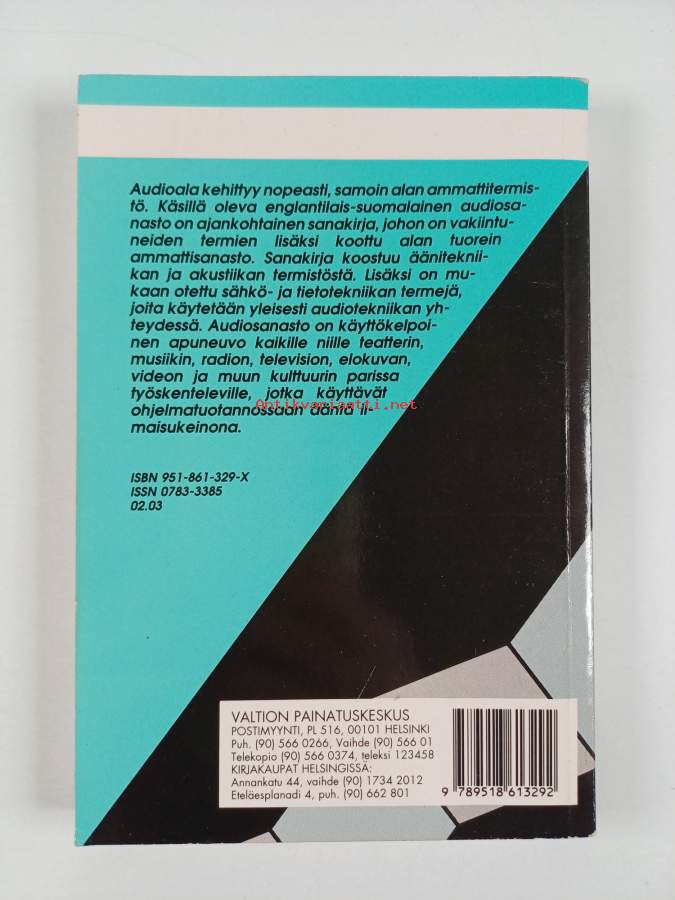 Audioala kehittyy nopeasti, samoin alan ammattitermis-
tö. Käsillä oleva englantilais-suomalainen audiosa-
nasto on ajankohtainen sanakirja, johon on vakiintu-
neiden termien lisäksi koottu alan tuorein
ammattisanasto. Sanakirja koostuu ääniteknii-
kan ja akustiikan termistöstä. Lisäksi on mu-
kaan otettu sähkö- ja tietotekniikan termejä,
joita käytetään yleisesti audiotekniikan yh-
teydessä. Audiosanasto on käyttökelpoi-
nen apuneuvo kaikille niille teatterin,
musiikin, radion, television, elokuvan,
videon ja muun kulttuurin parissa
työskenteleville, jotka käyttävät
Antikvariaatti.net
ohjelmatuotannossaan ääntä il-
maisukeinona.
ISBN 951-861-329-X
ISSN 0783-3385
02.03
VALTION PAINATUSKESKUS
POSTIMYYNTI, PL 516, 00101 HELSINKI
Puh. (90) 566 0266, Vaihde (90) 566 01
Telekopio (90) 566 0374, teleksi 123458
KIRJAKAUPAT HELSINGISSÄ:
Annankatu 44, vaihde (90) 1734 2012
Eteläesplanadi 4, puh. (90) 662 801
9 789518 613292